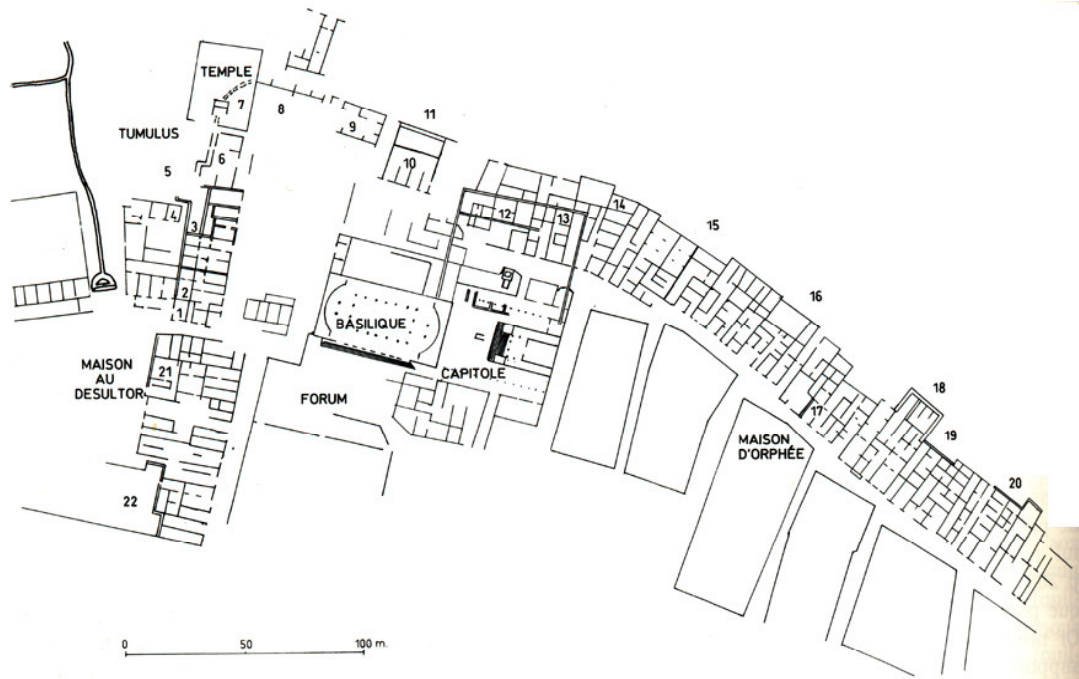 TEMPLE
7
8
9
11
TUMULUS
6
10
5
4
3
12
13
14
15
2
1
16
BASILIQUE
MAISON
AU
DESULTOR
21
CAPITOLE
FORUM
17
18
MAISON
D'ORPHÉE
19
20
22
0
50
100 m.